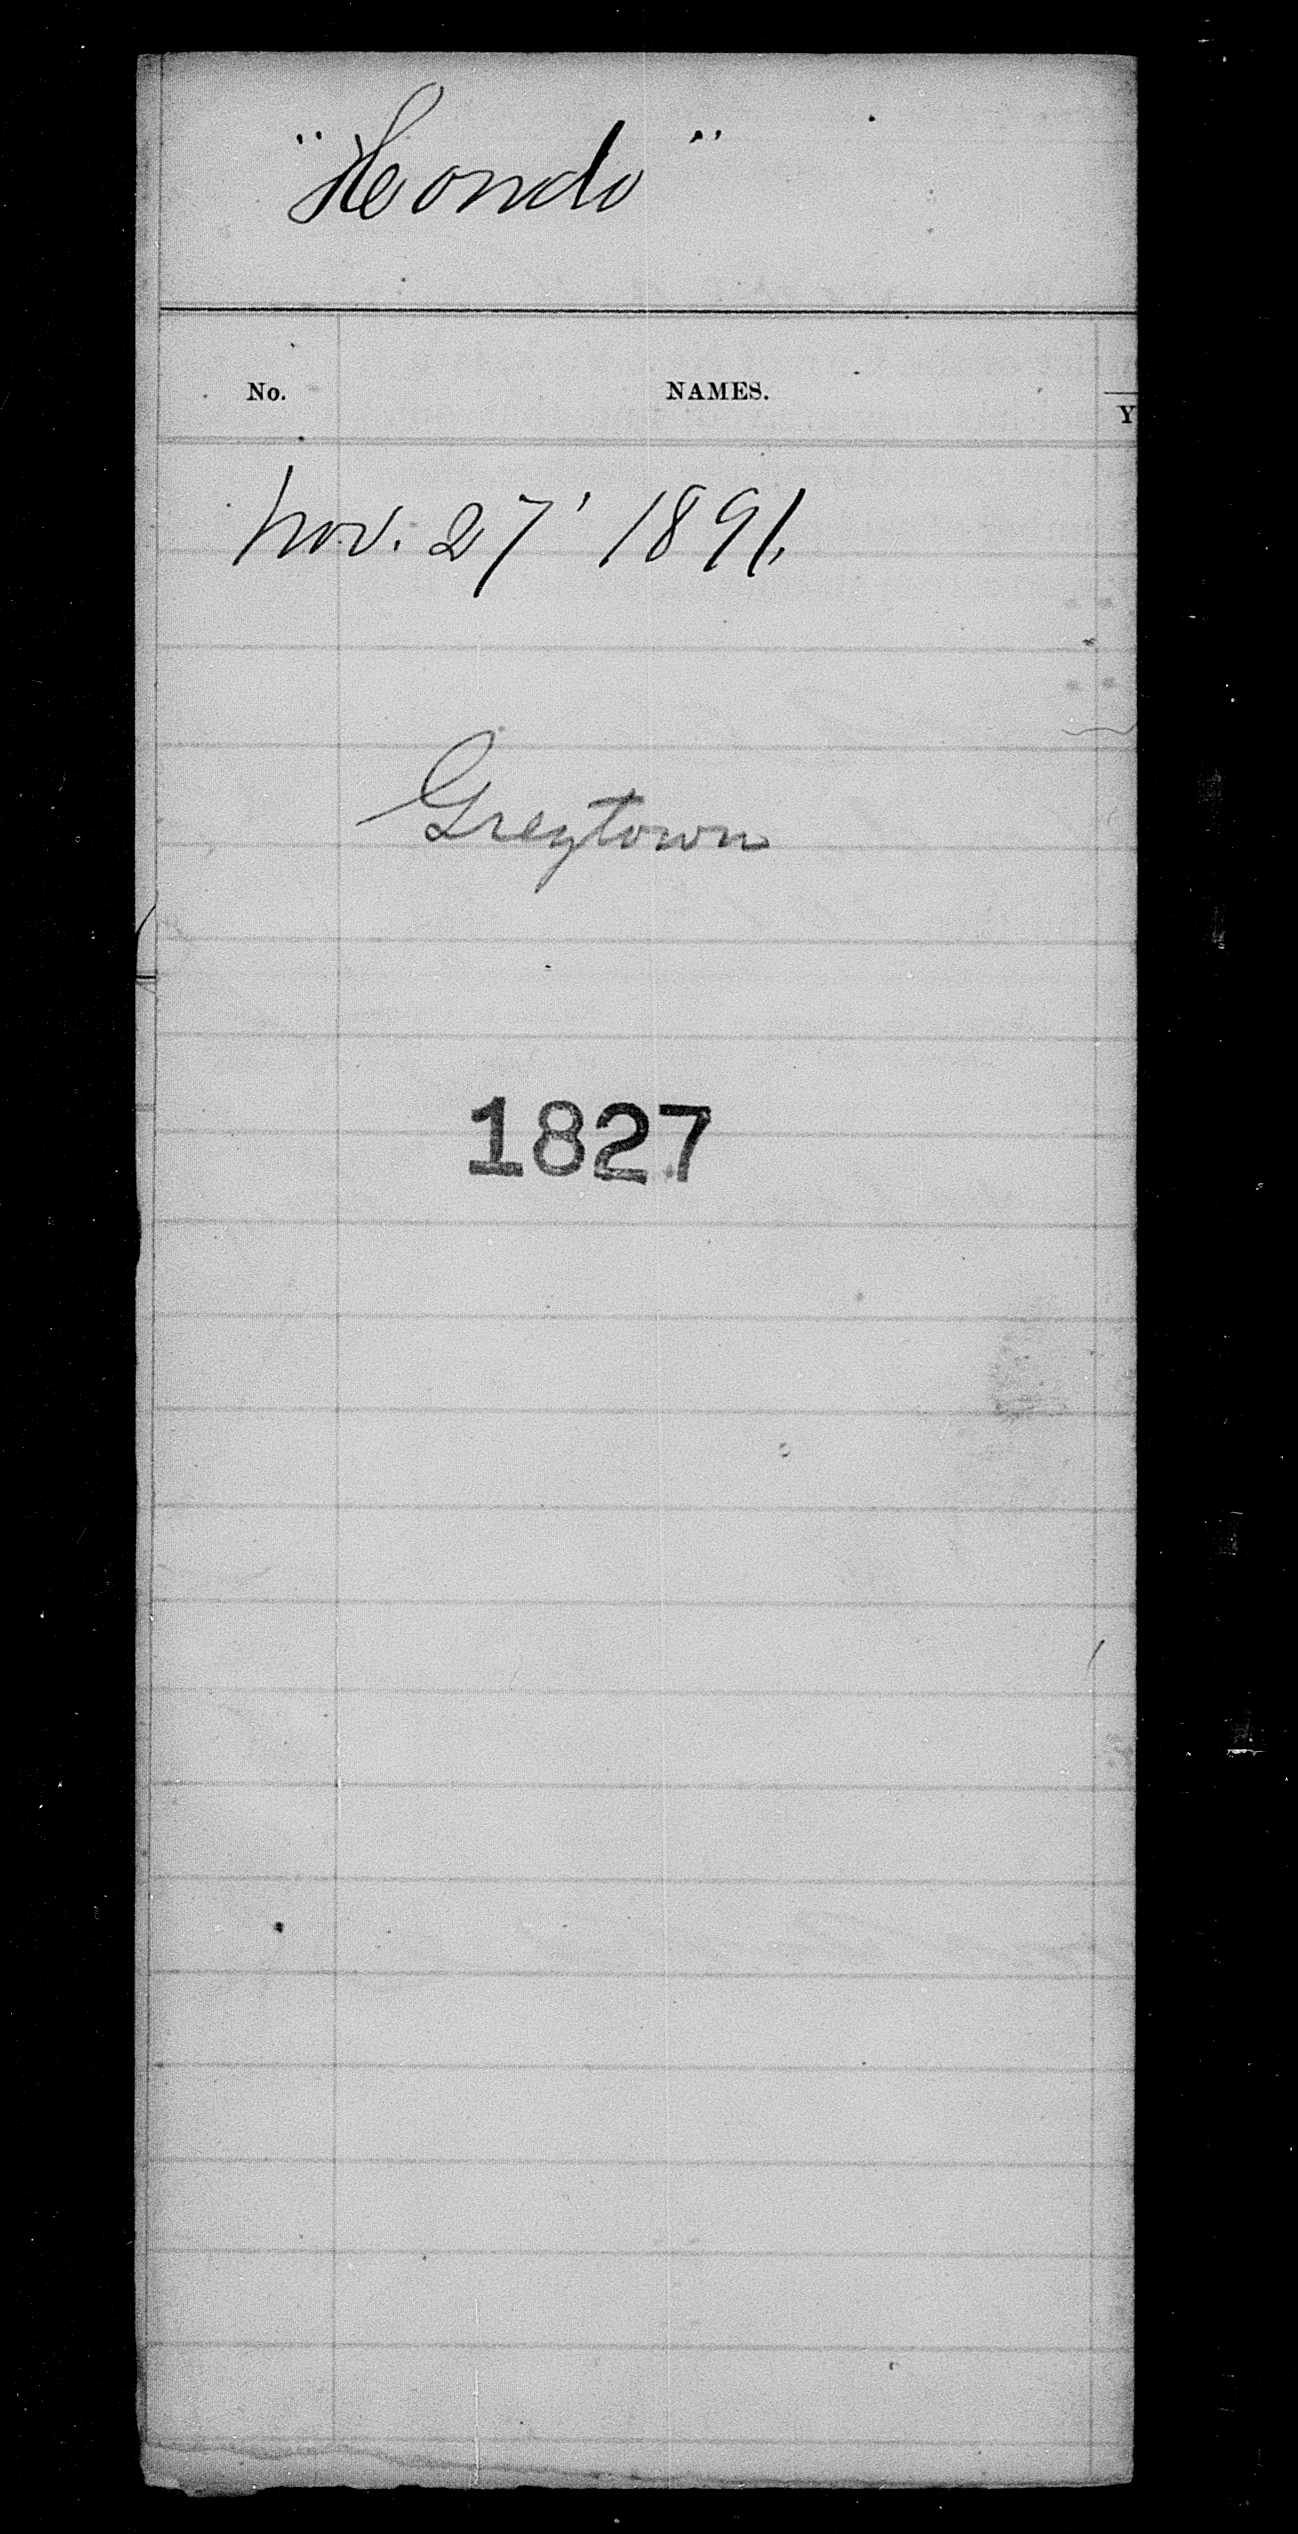 "Hondo"
No. NAMES. Y
Nov. 27' 1891.
Greytown
1827